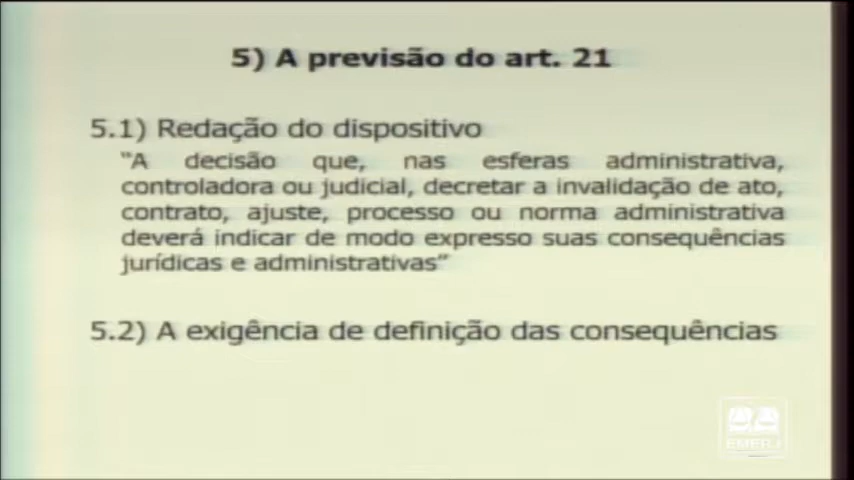 5) A previsão do art. 21
5.1) Redação do dispositivo
“A decisão que, nas esferas administrativa,
controladora ou judicial, decretar a invalidação de ato,
contrato, ajuste, processo ou norma administrativa
deverá indicar de modo expresso suas consequências
jurídicas e administrativas”
5.2) A exigência de definição das consequências
EMERJ